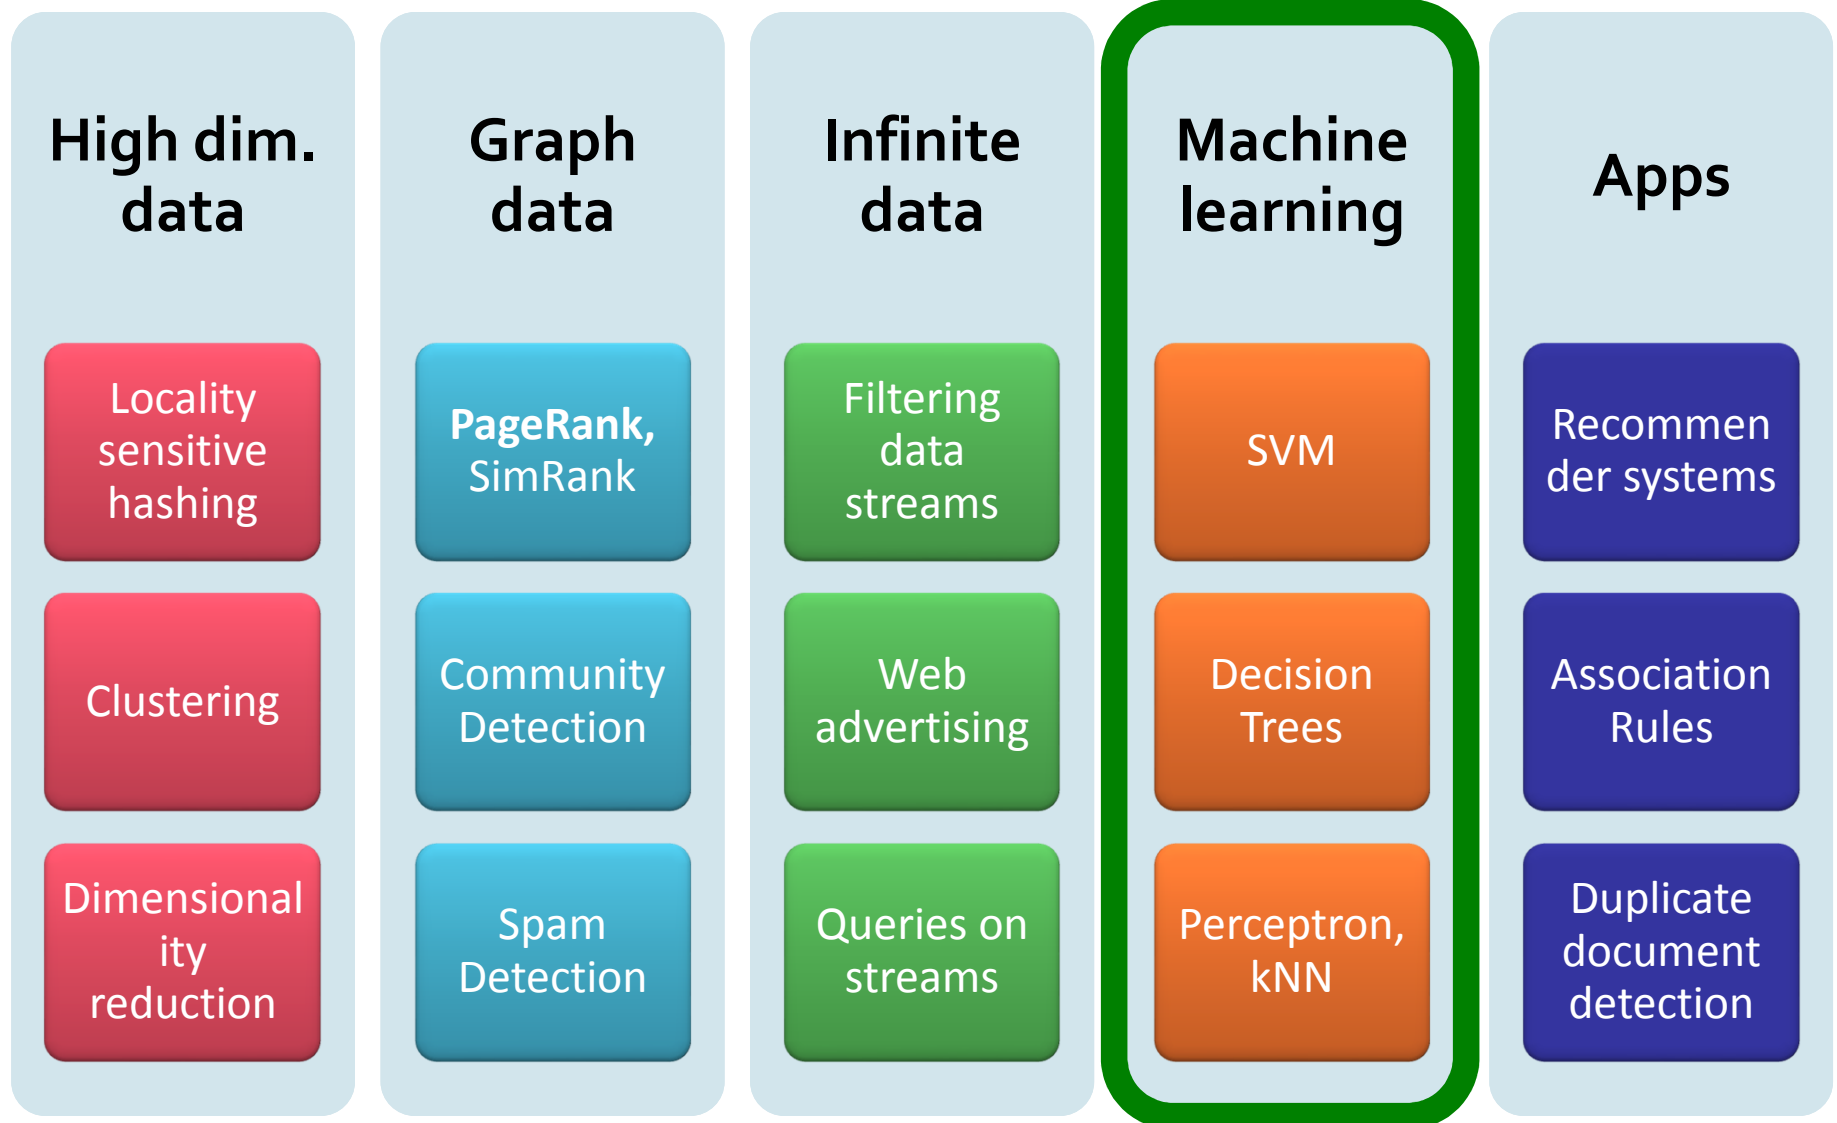 High dim.
data
Locality
sensitive
hashing
Clustering
Dimensional
ity
reduction
Graph
data
PageRank,
SimRank
Community
Detection
Spam
Detection
Infinite
data
Filtering
data
streams
Web
advertising
Queries on
streams
Machine
learning
SVM
Decision
Trees
Perceptron,
kNN
Apps
Recommen
der systems
Association
Rules
Duplicate
document
detection